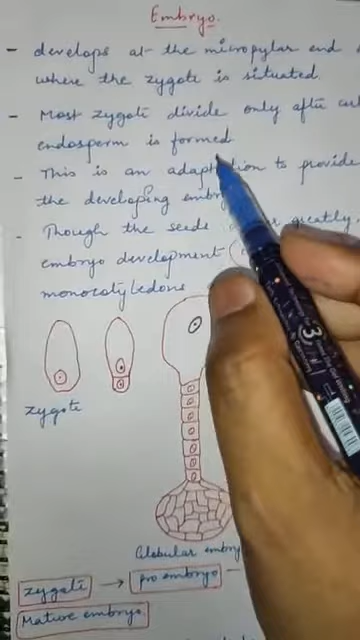 Embryo.
- develops at the micropylar end
where the zygote is situated.
- Most zygote divide only after
endosperm is formed
- This is an adaptation to provide
the developing
- Though the seeds greatly
embryo development
monocotyledons
zygote
Globular embryo
zygote → pro embryo
Mature embryo
3